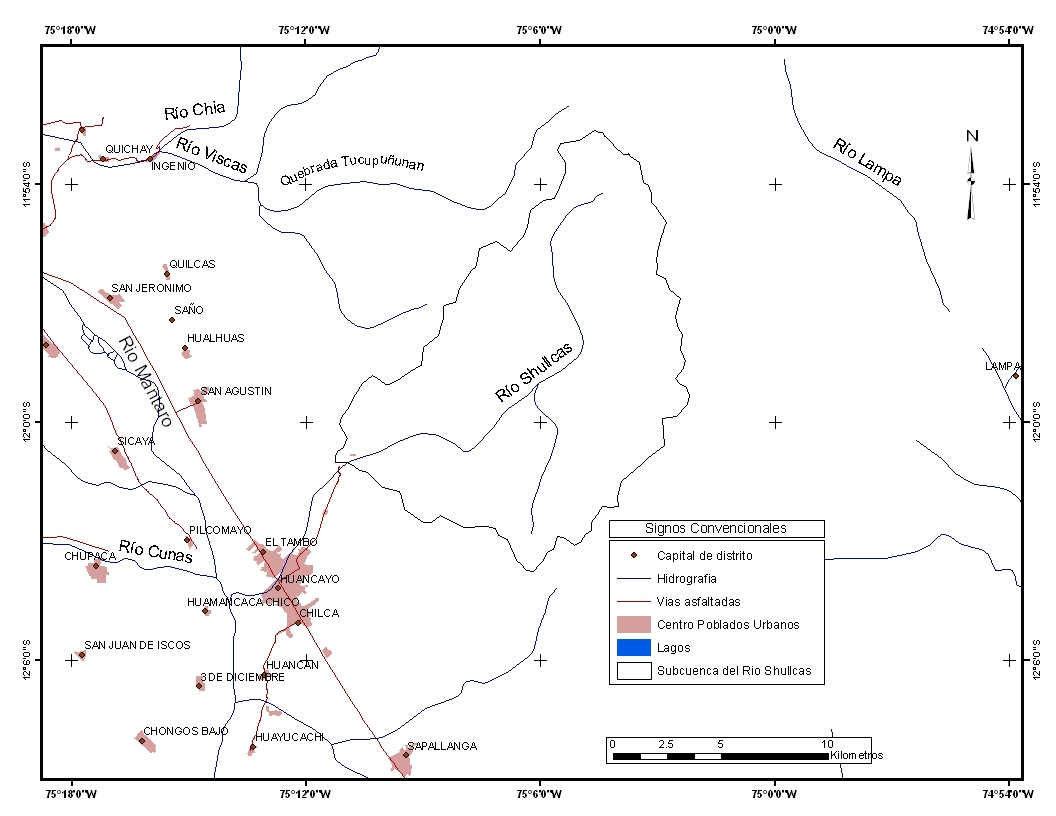 75°18'0"W 75°12'0"W 75°6'0"W 75°0'0"W 74°54'0"W
Río Chia
QUICHAY
INGENIO
Río Viscas
Quebrada Tucupuñunan
Río Lampa
N
11°54'0"S 11°54'0"S
QUILCAS
SAN JERONIMO
SAÑO
HUALHUAS
Río Mantaro
Río Shullcas
LAMPA
SAN AGUSTIN
12°0'0"S 12°0'0"S
SICAYA
PILCOMAYO
EL TAMBO
Río Cunas
CHUPACA
HUANCAYO
HUAMANCACA CHICO
CHILCA
SAN JUAN DE ISCOS
HUANCAN
3 DE DICIEMBRE
12°6'0"S 12°6'0"S
CHONGOS BAJO
HUAYUCACHI
SAPALLANGA
Signos Convencionales
Capital de distrito
Hidrografia
Vias asfaltadas
Centro Poblados Urbanos
Lagos
Subcuenca del Rio Shullcas
0 2.5 5 10
Kilometros
75°18'0"W 75°12'0"W 75°6'0"W 75°0'0"W 74°54'0"W